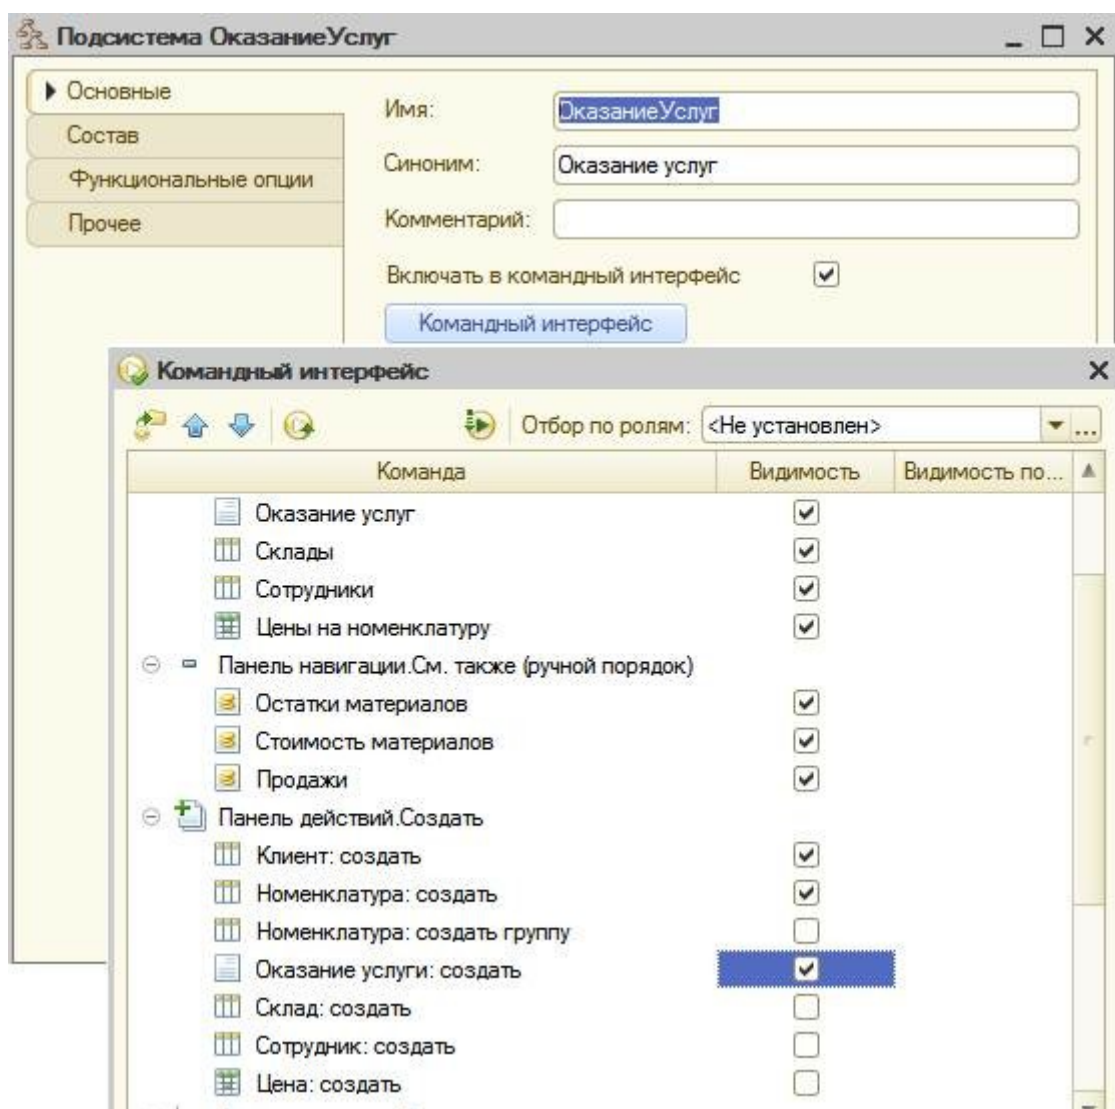 Подсистема ОказаниеУслуг
Основные
Состав
Функциональные опции
Прочее
Имя: ОказаниеУслуг
Синоним: Оказание услуг
Комментарий:
Включать в командный интерфейс
Командный интерфейс
Командный интерфейс
Отбор по ролям: <Не установлен> ...
Команда Видимость Видимость по...
Оказание услуг
Склады
Сотрудники
Цены на номенклатуру
Панель навигации.См. также (ручной порядок)
Остатки материалов
Стоимость материалов
Продажи
Панель действий.Создать
Клиент: создать
Номенклатура: создать
Номенклатура: создать группу
Оказание услуги: создать
Склад: создать
Сотрудник: создать
Цена: создать